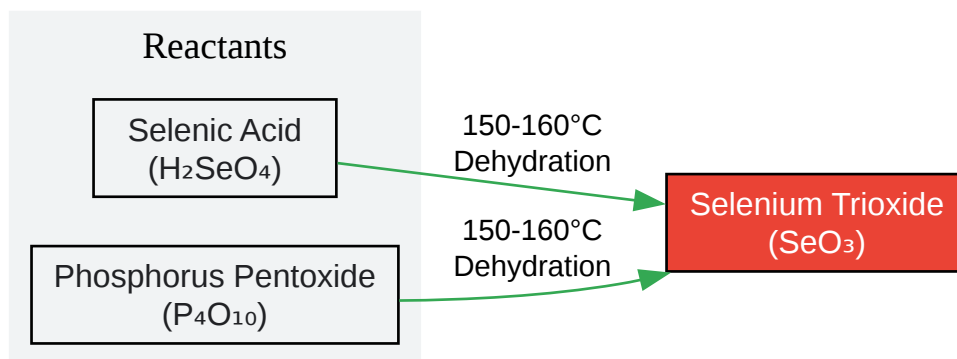 Reactants
Selenic Acid
(H₂SeO₄)
150-160°C
Dehydration
Selenium Trioxide
(SeO₃)
150-160°C
Dehydration
Phosphorus Pentoxide
(P₄O₁₀)